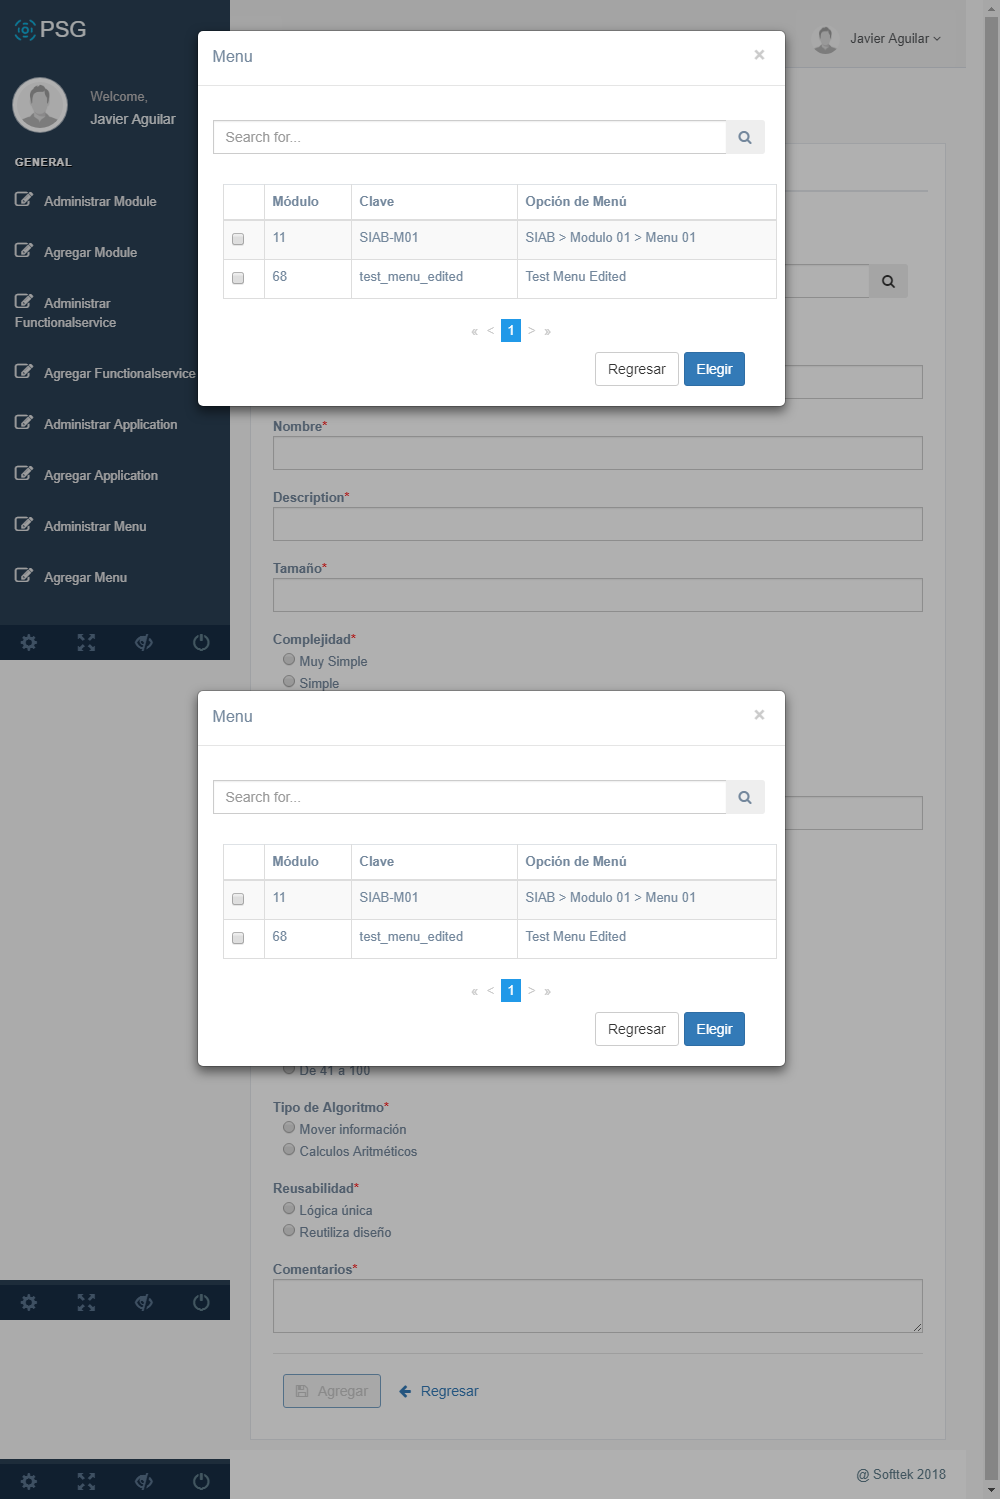 PSG
Javier Aguilar
Welcome,
Javier Aguilar
GENERAL
Administrar Module
Agregar Module
Administrar
Functionalservice
Agregar Functionalservice
Administrar Application
Agregar Application
Administrar Menu
Agregar Menu
Menu
×
Search for...
Módulo Clave Opción de Menú
11 SIAB-M01 SIAB > Modulo 01 > Menu 01
68 test_menu_edited Test Menu Edited
« < 1 > »
Regresar Elegir
Nombre*
Description*
Tamaño*
Complejidad*
Muy Simple
Simple
Menu
×
Search for...
Módulo Clave Opción de Menú
11 SIAB-M01 SIAB > Modulo 01 > Menu 01
68 test_menu_edited Test Menu Edited
« < 1 > »
Regresar Elegir
De 41 a 100
Tipo de Algoritmo*
Mover información
Calculos Aritméticos
Reusabilidad*
Lógica única
Reutiliza diseño
Comentarios*
Agregar Regresar
@ Softtek 2018